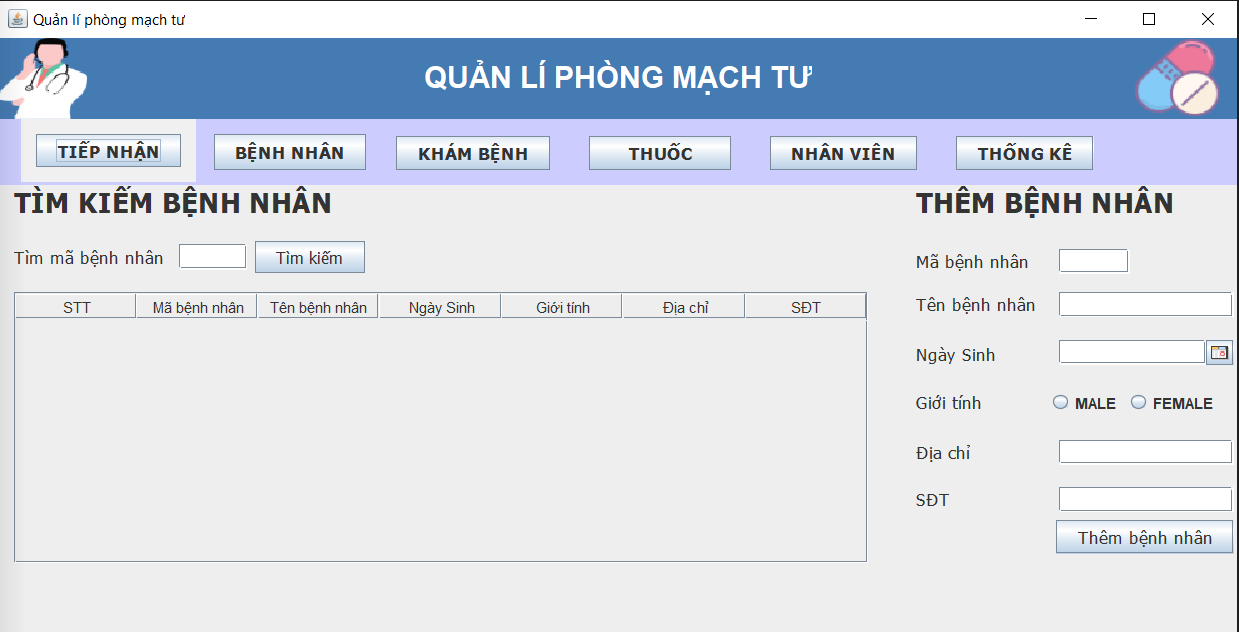 Quản lí phòng mạch tư
QUẢN LÍ PHÒNG MẠCH TƯ
TIẾP NHẬN BỆNH NHÂN KHÁM BỆNH THUỐC NHÂN VIÊN THỐNG KÊ
TÌM KIẾM BỆNH NHÂN
Tìm mã bệnh nhân Tìm kiếm
STT Mã bệnh nhân Tên bệnh nhân Ngày Sinh Giới tính Địa chỉ SĐT
THÊM BỆNH NHÂN
Mã bệnh nhân
Tên bệnh nhân
Ngày Sinh
Giới tính MALE FEMALE
Địa chỉ
SĐT
Thêm bệnh nhân